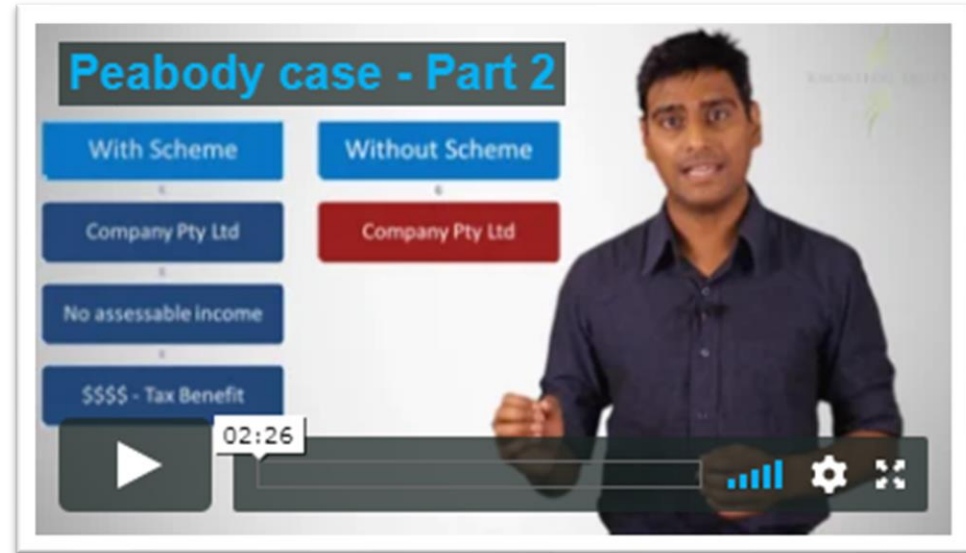 Peabody case - Part 2
With Scheme
Without Scheme
Company Pty Ltd
Company Pty Ltd
No assessable income
$$$$ - Tax Benefit
02:26